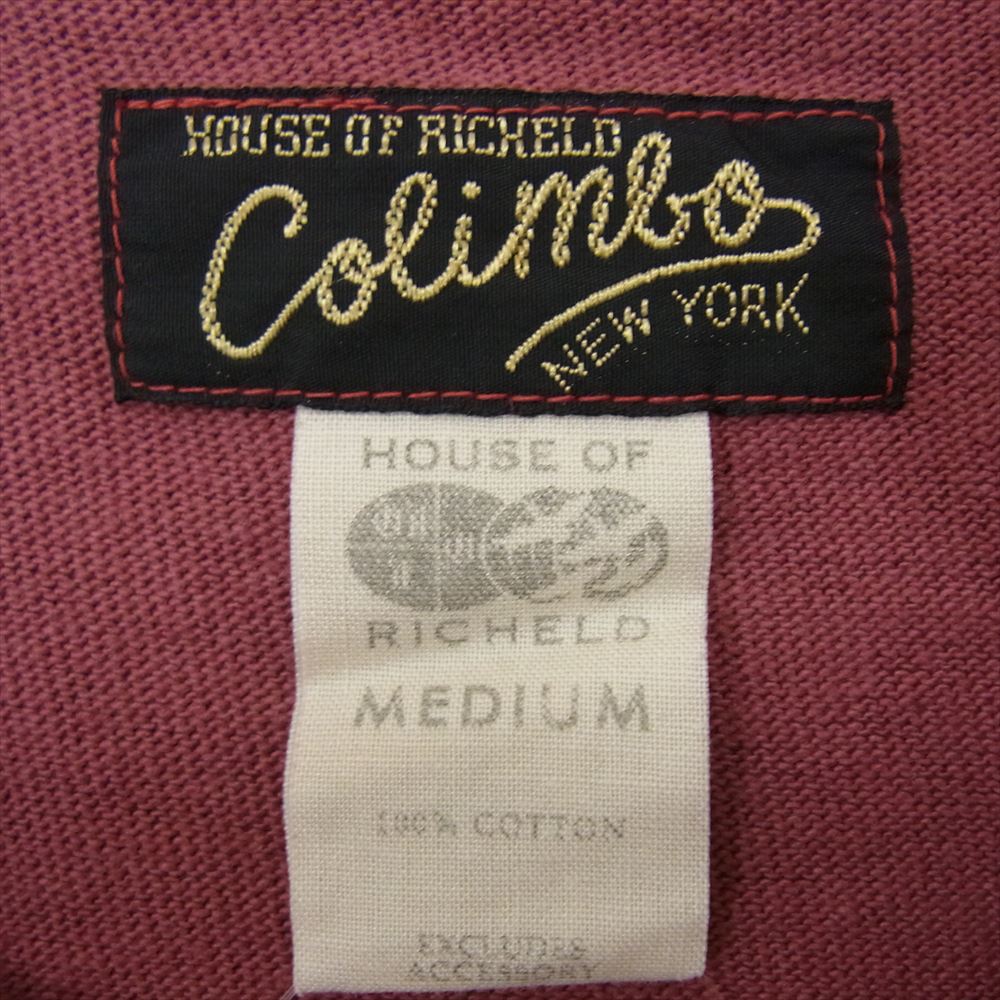 HOUSE OF RICHELD
Colimbo
NEW YORK
HOUSE OF
RICHELD
MEDIUM
100% COTTON
EXCLUDES
ACCESSORY